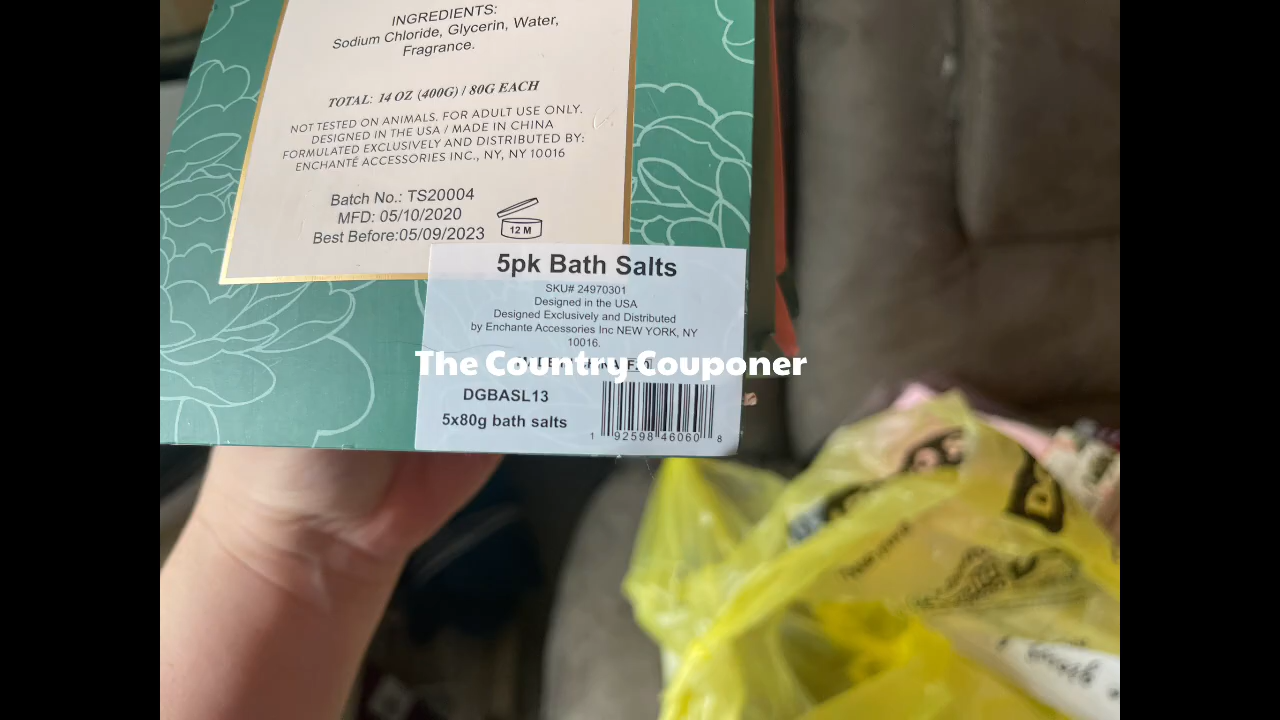 INGREDIENTS:
Sodium Chloride, Glycerin, Water,
Fragrance.
TOTAL: 14 OZ (400G) / 80G EACH
NOT TESTED ON ANIMALS. FOR ADULT USE ONLY.
DESIGNED IN THE USA / MADE IN CHINA
FORMULATED EXCLUSIVELY AND DISTRIBUTED BY:
ENCHANTÉ ACCESSORIES INC., NY, NY 10016
Batch No.: TS20004
MFD: 05/10/2020
Best Before:05/09/2023
12 M
5pk Bath Salts
SKU# 24970301
Designed in the USA
Designed Exclusively and Distributed
by Enchante Accessories Inc NEW YORK, NY
10016.
The Country Couponer
DGBASL13
5x80g bath salts
1 92598 46060 8